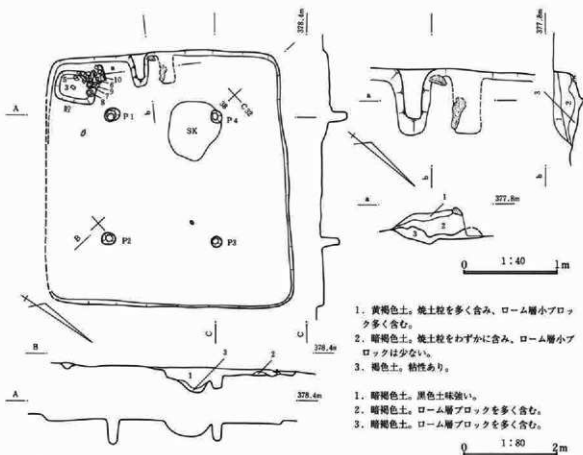 378.4m
377.8m
A
P1
P4
SK
C32
P2
P3
B
C
C
378.4m
B
1
3
2
A
378.4m
a
b
a
b
b
3
1
2
377.8m
1
2
3
0 1:40 1m
1．黄褐色土。焼土粒を多く含み、ローム層小ブロッ
ク多く含む。
2．暗褐色土。焼土粒をわずかに含み、ローム層小ブ
ロックは少ない。
3．褐色土。粘性あり。
1．暗褐色土。黒色土味強い。
2．暗褐色土。ローム層ブロックを多く含む。
3．暗褐色土。ローム層ブロックを多く含む。
0 1:80 2m